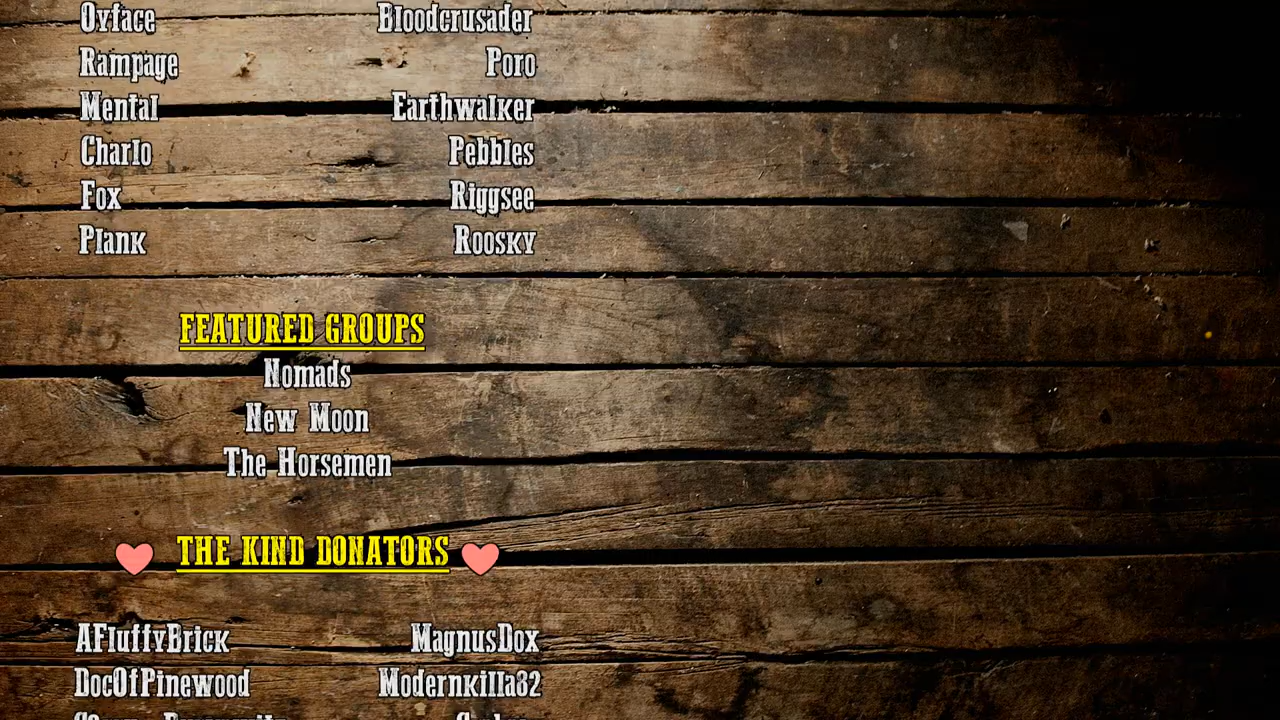 Ovface Bloodcrusader
Rampage Poro
Mental Earthwalker
Charlo Pebbles
Fox Riggsee
Plank Roosky
FEATURED GROUPS
Nomads
New Moon
The Horsemen
THE KIND DONATORS
AFluffyBrick MagnusDox
DocOfPinewood Modernkilla82